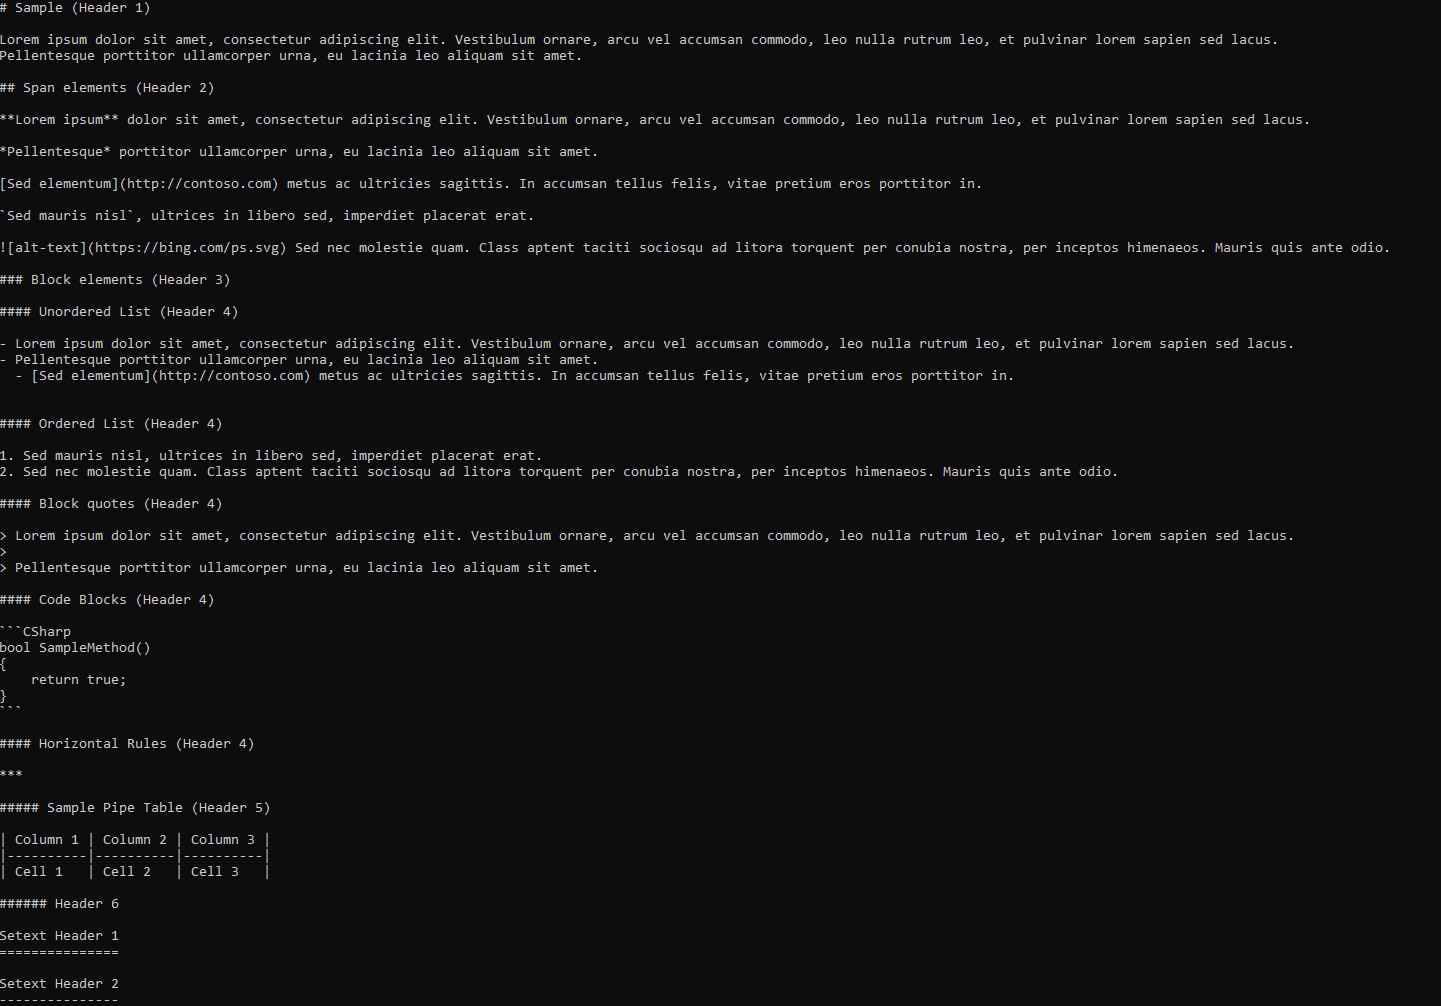 # Sample (Header 1)

Lorem ipsum dolor sit amet, consectetur adipiscing elit. Vestibulum ornare, arcu vel accumsan commodo, leo nulla rutrum leo, et pulvinar lorem sapien sed lacus.
Pellentesque porttitor ullamcorper urna, eu lacinia leo aliquam sit amet.

## Span elements (Header 2)

**Lorem ipsum** dolor sit amet, consectetur adipiscing elit. Vestibulum ornare, arcu vel accumsan commodo, leo nulla rutrum leo, et pulvinar lorem sapien sed lacus.

*Pellentesque* porttitor ullamcorper urna, eu lacinia leo aliquam sit amet.

[Sed elementum](http://contoso.com) metus ac ultricies sagittis. In accumsan tellus felis, vitae pretium eros porttitor in.

`Sed mauris nisl`, ultrices in libero sed, imperdiet placerat erat.

![alt-text](https://bing.com/ps.svg) Sed nec molestie quam. Class aptent taciti sociosqu ad litora torquent per conubia nostra, per inceptos himenaeos. Mauris quis ante odio.

### Block elements (Header 3)

#### Unordered List (Header 4)

- Lorem ipsum dolor sit amet, consectetur adipiscing elit. Vestibulum ornare, arcu vel accumsan commodo, leo nulla rutrum leo, et pulvinar lorem sapien sed lacus.
- Pellentesque porttitor ullamcorper urna, eu lacinia leo aliquam sit amet.
  - [Sed elementum](http://contoso.com) metus ac ultricies sagittis. In accumsan tellus felis, vitae pretium eros porttitor in.


#### Ordered List (Header 4)

1. Sed mauris nisl, ultrices in libero sed, imperdiet placerat erat.
2. Sed nec molestie quam. Class aptent taciti sociosqu ad litora torquent per conubia nostra, per inceptos himenaeos. Mauris quis ante odio.

#### Block quotes (Header 4)

> Lorem ipsum dolor sit amet, consectetur adipiscing elit. Vestibulum ornare, arcu vel accumsan commodo, leo nulla rutrum leo, et pulvinar lorem sapien sed lacus.
>
> Pellentesque porttitor ullamcorper urna, eu lacinia leo aliquam sit amet.

#### Code Blocks (Header 4)

```CSharp
bool SampleMethod()
{
    return true;
}
```

#### Horizontal Rules (Header 4)

***

##### Sample Pipe Table (Header 5)

| Column 1 | Column 2 | Column 3 |
|----------|----------|----------|
| Cell 1   | Cell 2   | Cell 3   |

###### Header 6

Setext Header 1
===============

Setext Header 2
---------------